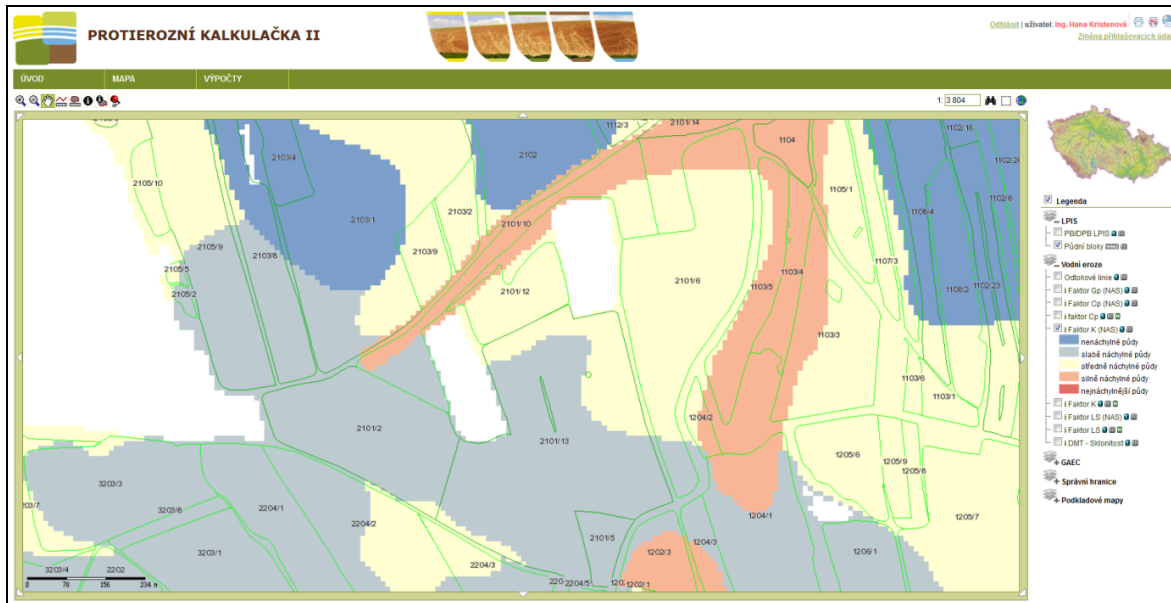 PROTIEROZNÍ KALKULAČKA II
Odhlásit | uživatel: Ing. Hana Kristenová
Změna přihlašovacích údajů
ÚVOD MAPA VÝPOČTY
1: 3 804
2103/4
2102
1112/3
2101/14
1104
1102/16
2105/10
2103/1
2103/2
2101/10
1105/1
1108/4
1102/8
2105/9
2103/8
2103/9
2105/5
2105/2
2101/12
2101/6
1103/5
1103/4
1107/3
1108/2
1102/23
1103/3
1103/6
1103/1
1204/2
2101/2
2101/13
1205/6
1205/9
1205/8
3203/3
3203/8
2204/1
2204/2
1204/1
1205/7
3203/1
2101/5
1202/3
1204/3
1206/1
3203/4
2202
2204/3
2204/5
1202/1
0 78 156 234 m
Legenda
LPIS
PB/DPB LPIS
Půdní bloky
Vodní eroze
Odtokové linie
i Faktor Gp (NAS)
i Faktor Cp (NAS)
i faktor Cp
i Faktor K (NAS)
nenáchylné půdy
slabě náchylné půdy
středně náchylné půdy
silně náchylné půdy
nejnáchylnější půdy
i Faktor K
i Faktor LS (NAS)
i Faktor LS
i DMT - Sklonitost
GAEC
Správní hranice
Podkladové mapy